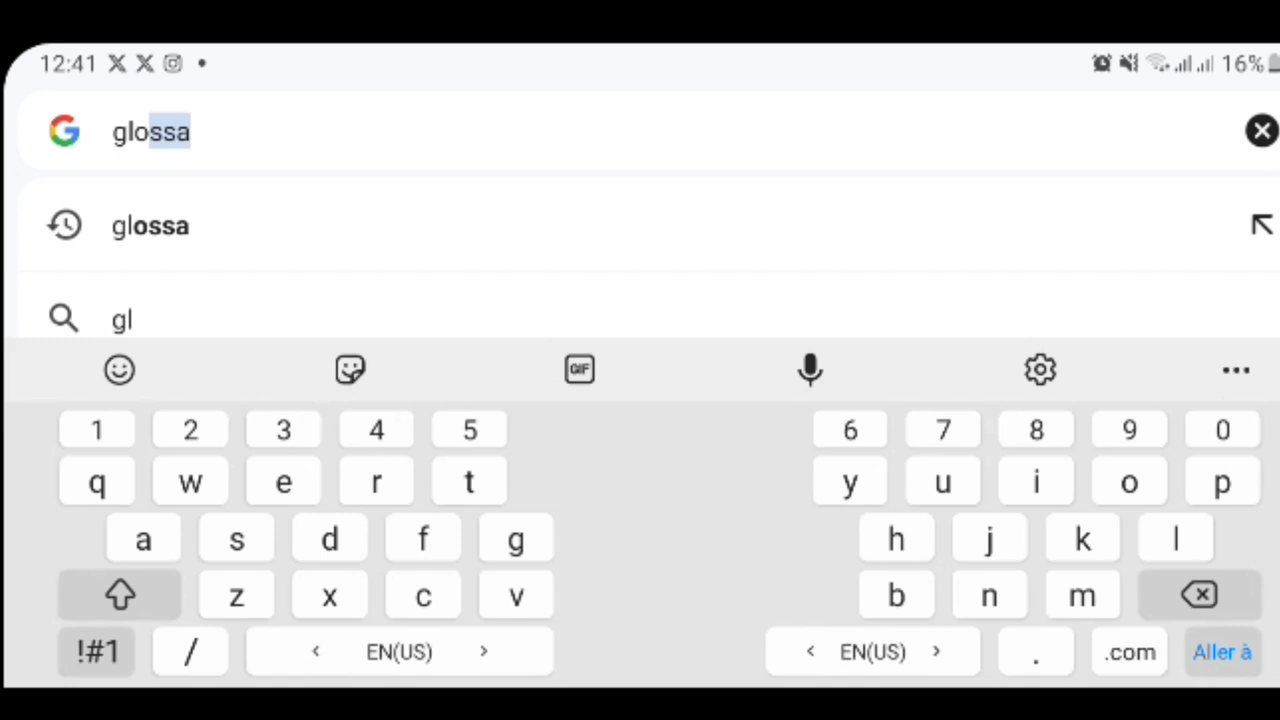 12:41 16%
glossa
glossa
gl
GIF
1 2 3 4 5 6 7 8 9 0
q w e r t y u i o p
a s d f g h j k l
z x c v b n m
!#1 / < EN(US) > < EN(US) > . .com Aller à